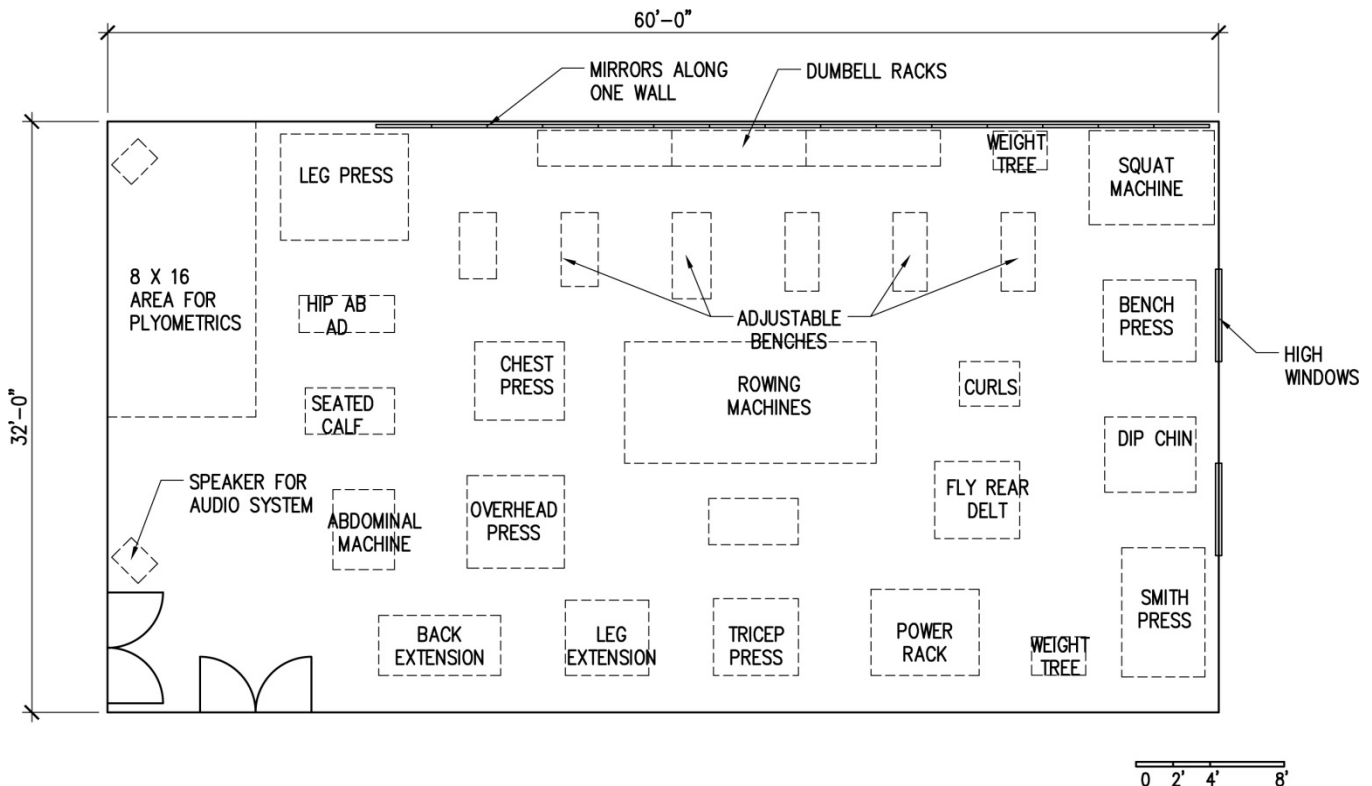 60'-0"
MIRRORS ALONG
ONE WALL
DUMBELL RACKS
WEIGHT
TREE
SQUAT
MACHINE
LEG PRESS
8 X 16
AREA FOR
PLYOMETRICS
HIP AB
AD
ADJUSTABLE
BENCHES
BENCH
PRESS
HIGH
WINDOWS
CHEST
PRESS
ROWING
MACHINES
CURLS
SEATED
CALF
32'-0"
DIP CHIN
SPEAKER FOR
AUDIO SYSTEM
ABDOMINAL
MACHINE
OVERHEAD
PRESS
FLY REAR
DELT
SMITH
PRESS
BACK
EXTENSION
LEG
EXTENSION
TRICEP
PRESS
POWER
RACK
WEIGHT
TREE
0 2' 4' 8'